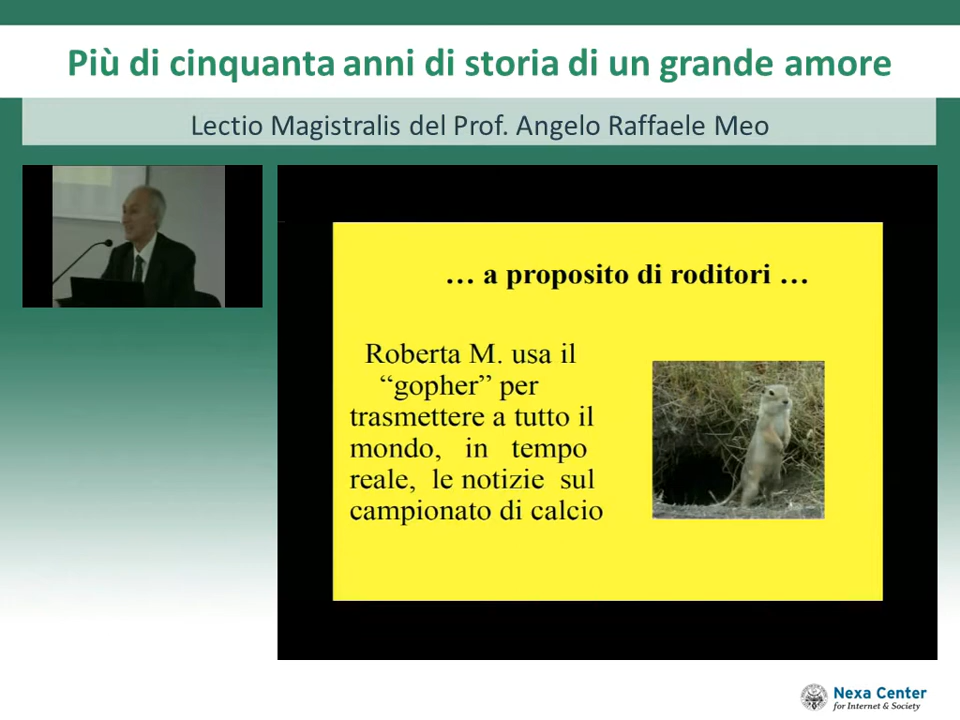 Più di cinquanta anni di storia di un grande amore
Lectio Magistralis del Prof. Angelo Raffaele Meo
… a proposito di roditori …
Roberta M. usa il
“gopher” per
trasmettere a tutto il
mondo, in tempo
reale, le notizie sul
campionato di calcio
Nexa Center
for Internet & Society